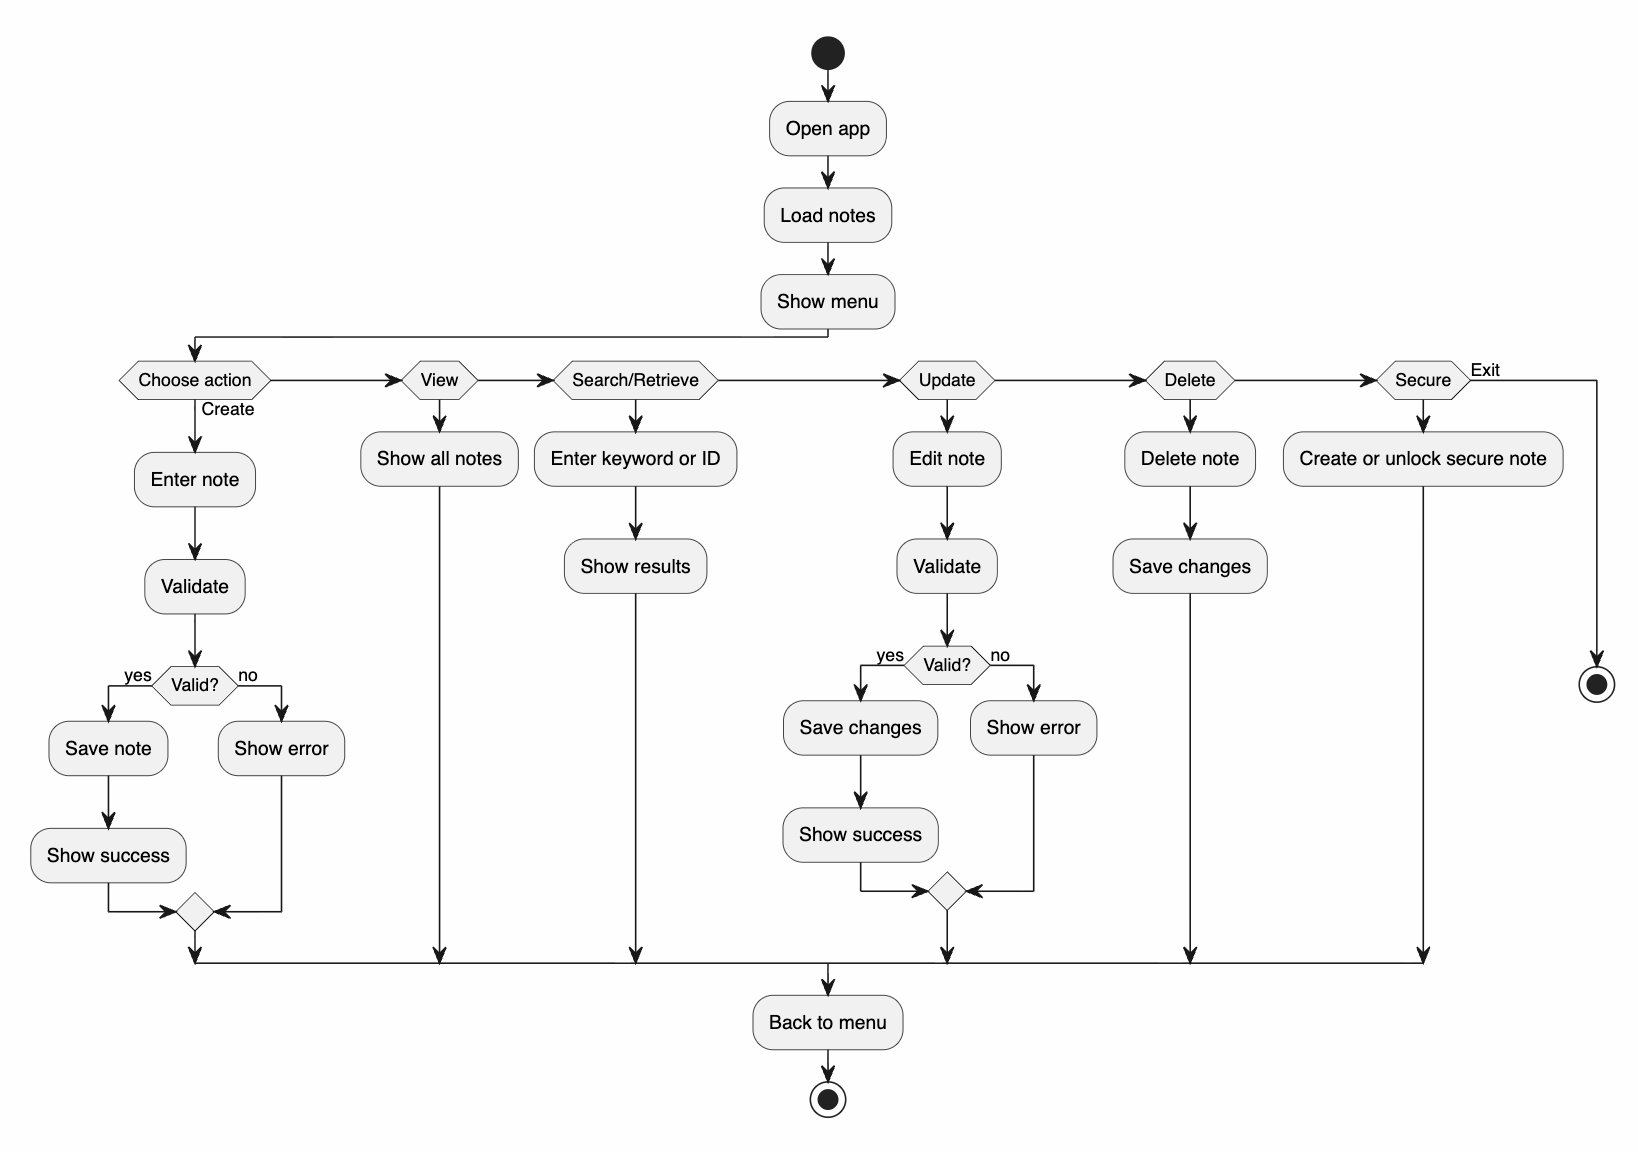 Open app
Load notes
Show menu
Choose action
View
Search/Retrieve
Update
Delete
Secure
Exit
Create
Enter note
Show all notes
Enter keyword or ID
Edit note
Delete note
Create or unlock secure note
Validate
Show results
Validate
Save changes
yes
Valid?
no
yes
Valid?
no
Save note
Show error
Save changes
Show error
Show success
Show success
Back to menu